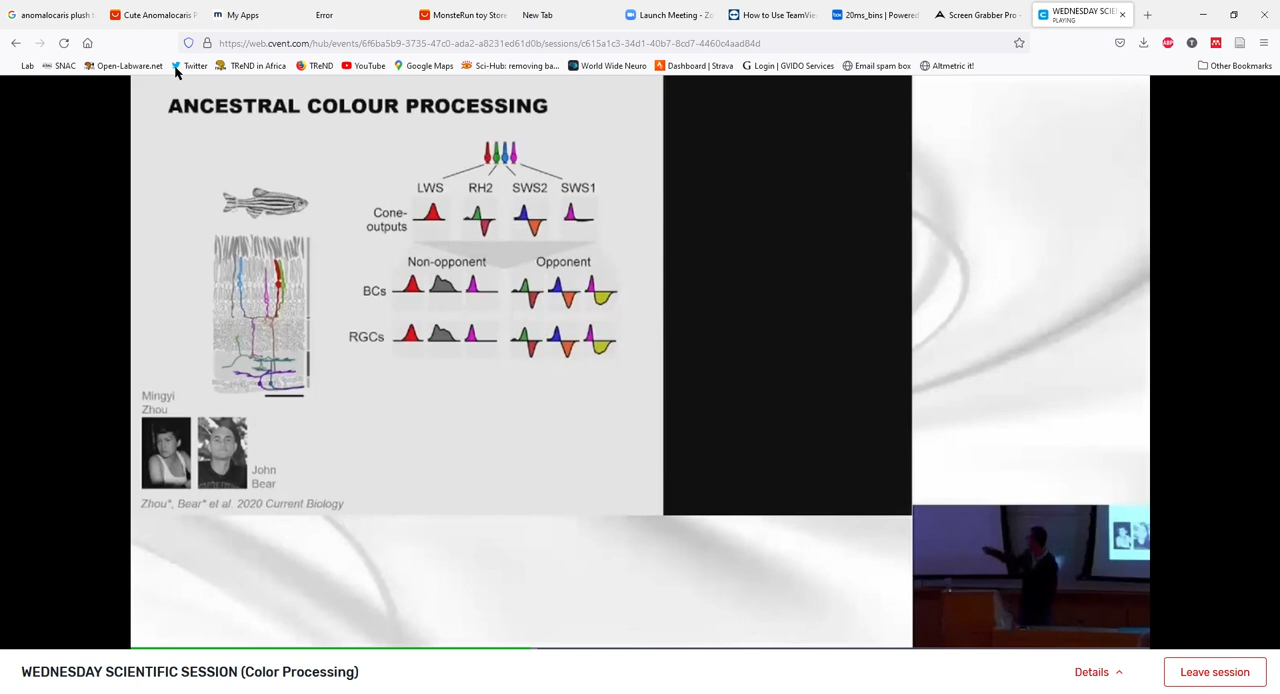 anomalocaris plush t
Cute Anomalocaris P
My Apps
Error
MonsteRun toy Store
New Tab
Launch Meeting - Zo
How to Use TeamVie
20ms_bins | Powered
Screen Grabber Pro -
WEDNESDAY SCIEN
PLAYING
https://web.cvent.com/hub/events/6f6ba5b9-3735-47c0-ada2-a8231ed61d0b/sessions/c615a1c3-34d1-40b7-8cd7-4460c4aad84d
ABP
Lab
SNAC
Open-Labware.net
Twitter
TReND in Africa
TReND
YouTube
Google Maps
Sci-Hub: removing ba...
World Wide Neuro
Dashboard | Strava
Login | GVIDO Services
Email spam box
Altmetric it!
Other Bookmarks
ANCESTRAL COLOUR PROCESSING
LWS RH2 SWS2 SWS1
Cone-
outputs
Non-opponent Opponent
BCs
RGCs
Mingyi
Zhou
John
Bear
Zhou*, Bear* et al. 2020 Current Biology
WEDNESDAY SCIENTIFIC SESSION (Color Processing)
Details
Leave session